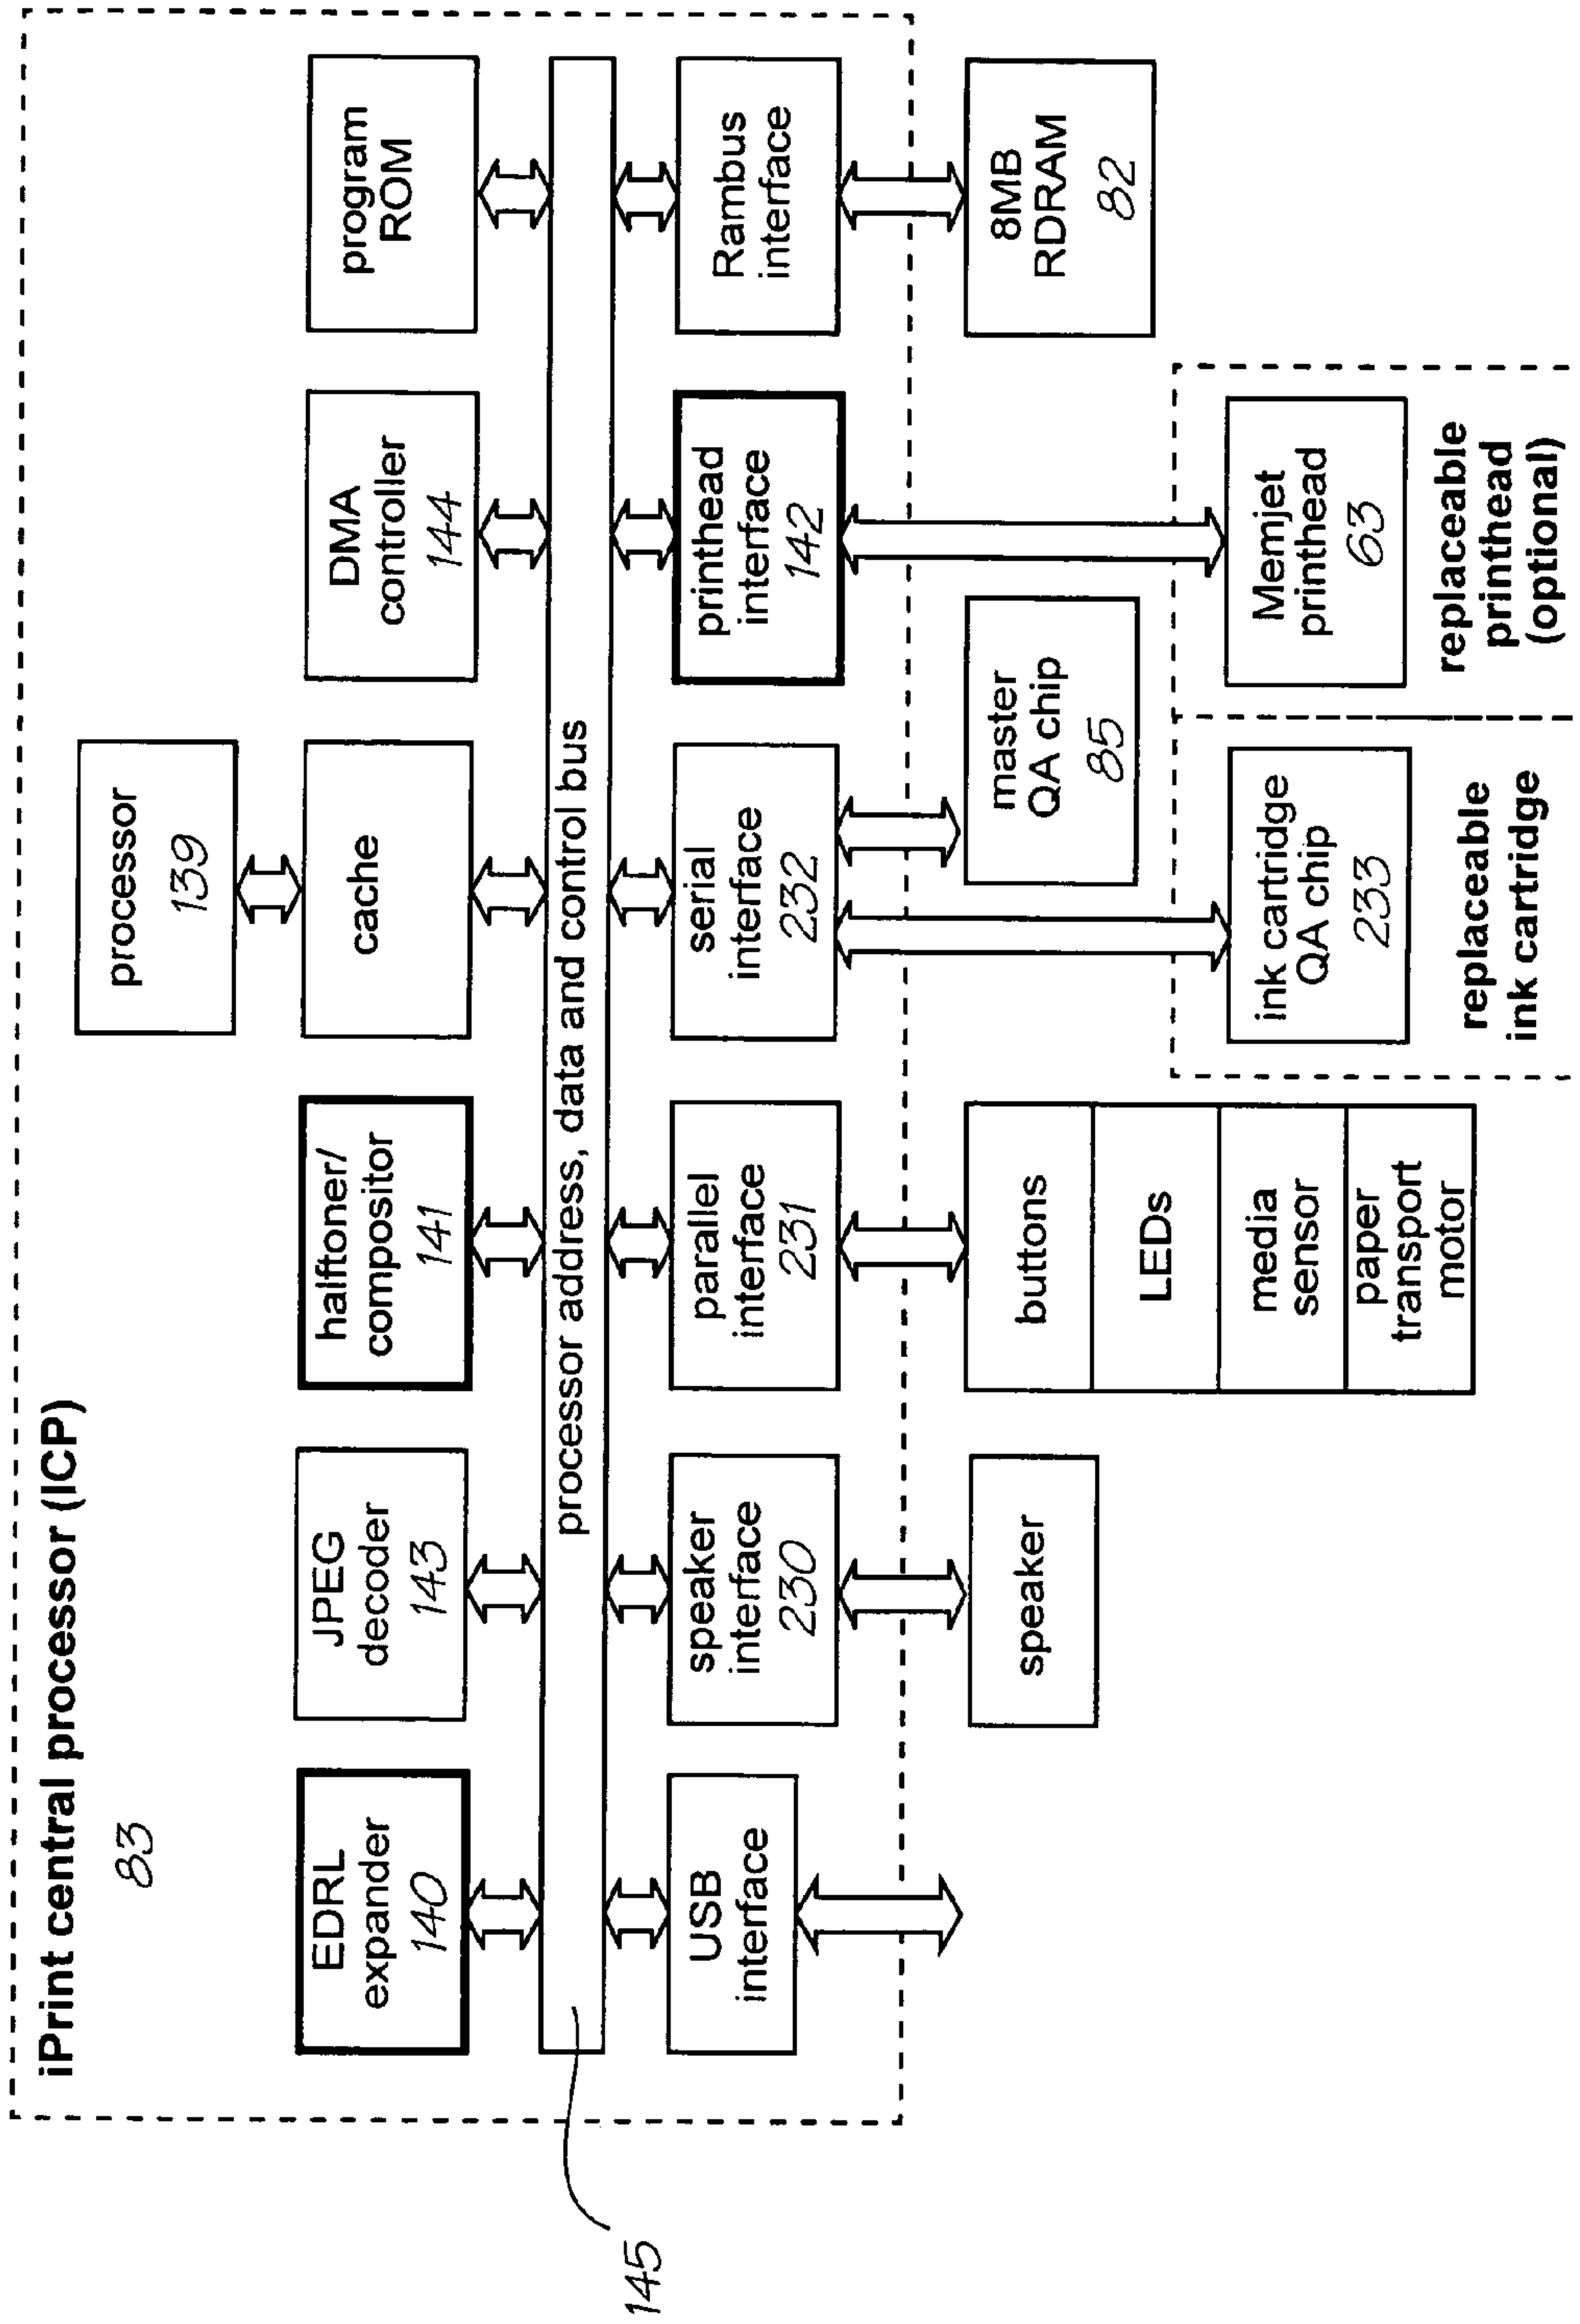 iPrint central processor (ICP)
83
processor
139
EDRL
expander
140
JPEG
decoder
143
halftoner/
compositor
141
cache
DMA
controller
144
program
ROM
processor address, data and control bus
145
USB
interface
speaker
interface
230
parallel
interface
231
serial
interface
232
printhead
interface
142
Rambus
interface
speaker
buttons
LEDs
media
sensor
paper
transport
motor
master
QA chip
85
8MB
RDRAM
82
ink cartridge
QA chip
233
Memjet
printhead
63
replaceable
ink cartridge
replaceable
printhead
(optional)